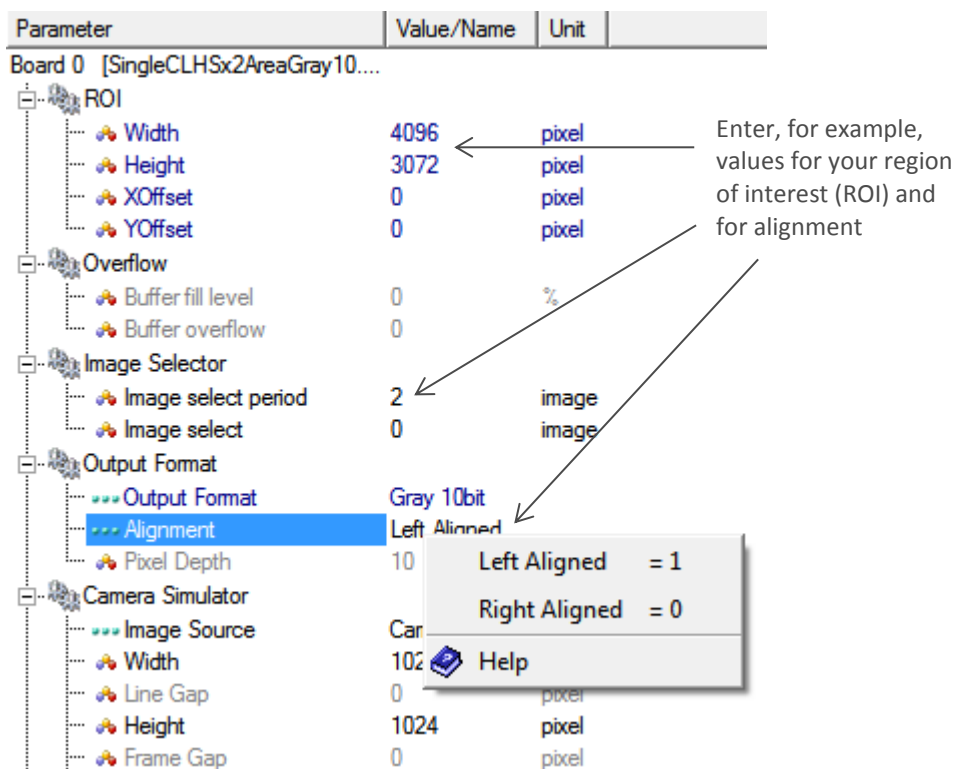 Parameter Value/Name Unit
Board 0 [SingleCLHSx2AreaGray10....
ROI
Width 4096 pixel
Height 3072 pixel
XOffset 0 pixel
YOffset 0 pixel
Enter, for example,
values for your region
of interest (ROI) and
for alignment
Overflow
Buffer fill level 0 %
Buffer overflow 0
Image Selector
Image select period 2 image
Image select 0 image
Output Format
Output Format Gray 10bit
Alignment Left Aligned
Pixel Depth 10
Left Aligned = 1
Right Aligned = 0
Help
Camera Simulator
Image Source
Width
Line Gap 0 pixel
Height 1024 pixel
Frame Gap 0 pixel